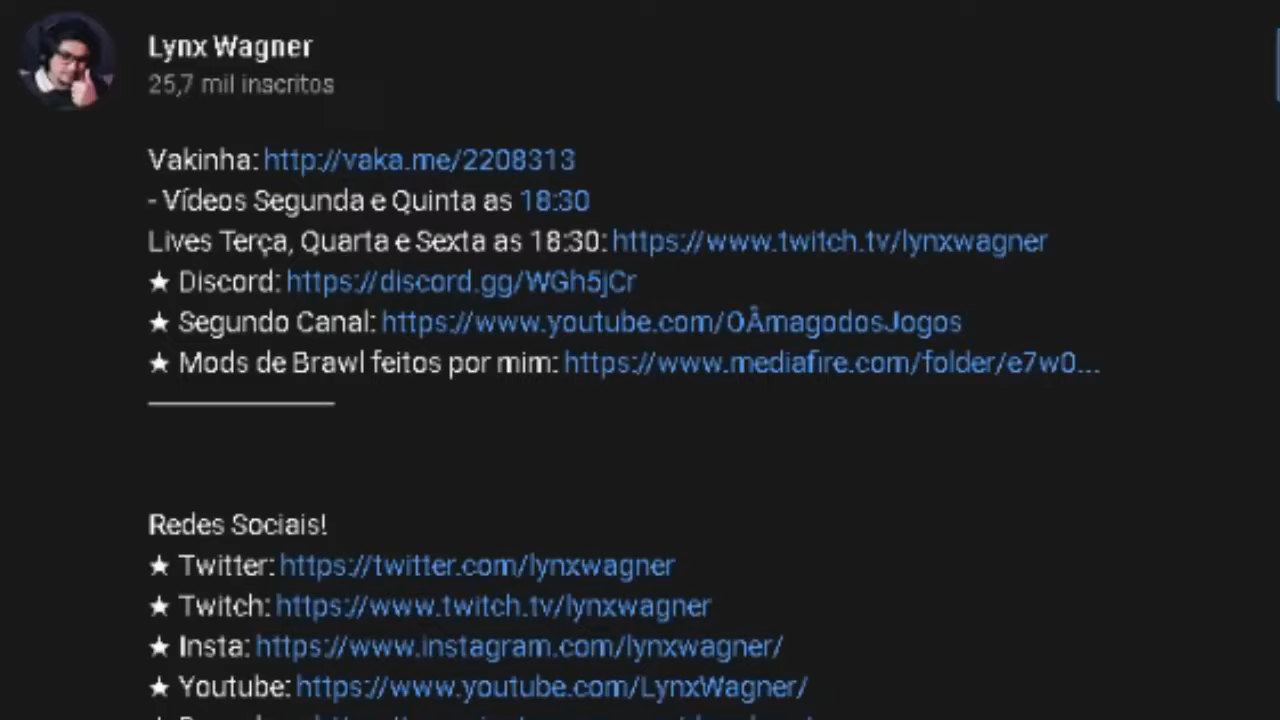 Lynx Wagner
25,7 mil inscritos
Vakinha: http://vaka.me/2208313
- Vídeos Segunda e Quinta as 18:30
Lives Terça, Quarta e Sexta as 18:30: https://www.twitch.tv/lynxwagner
★ Discord: https://discord.gg/WGh5jCr
★ Segundo Canal: https://www.youtube.com/OÂmagodosJogos
★ Mods de Brawl feitos por mim: https://www.mediafire.com/folder/e7w0...
Redes Sociais!
★ Twitter: https://twitter.com/lynxwagner
★ Twitch: https://www.twitch.tv/lynxwagner
★ Insta: https://www.instagram.com/lynxwagner/
★ Youtube: https://www.youtube.com/LynxWagner/